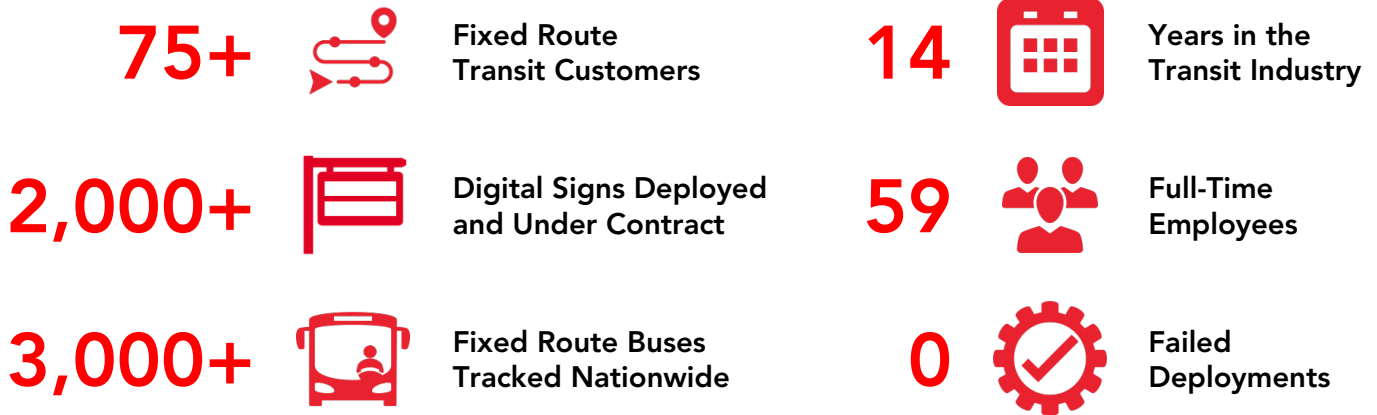 75+
Fixed Route
Transit Customers
14
Years in the
Transit Industry
2,000+
Digital Signs Deployed
and Under Contract
59
Full-Time
Employees
3,000+
Fixed Route Buses
Tracked Nationwide
0
Failed
Deployments